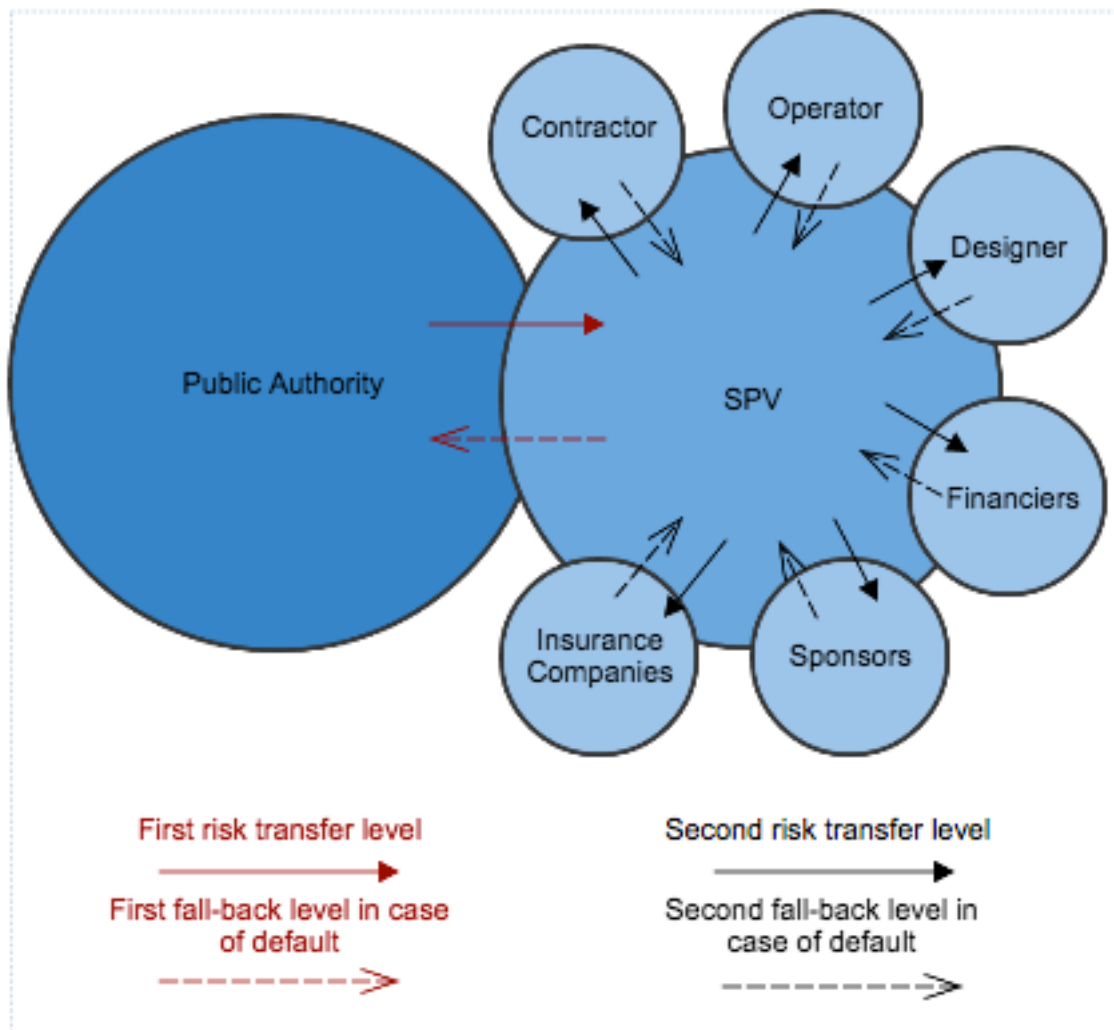 Contractor
Operator
Designer
Public Authority
SPV
Financiers
Insurance
Companies
Sponsors
First risk transfer level
First fall-back level in case
of default
Second risk transfer level
Second fall-back level in
case of default